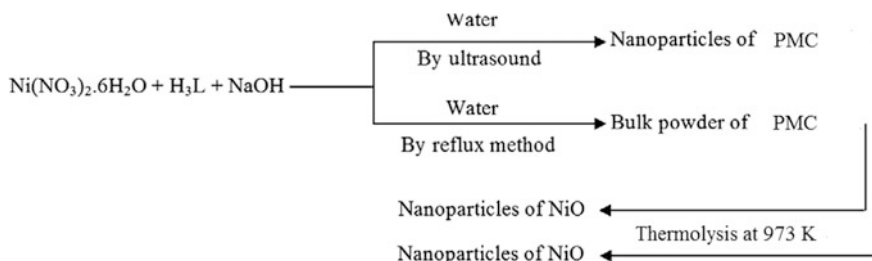 Water
Nanoparticles of PMC
By ultrasound
Ni(NO₃)₂.6H₂O + H₃L + NaOH
Water
Bulk powder of PMC
By reflux method
Nanoparticles of NiO
Thermolysis at 973 K
Nanoparticles of NiO